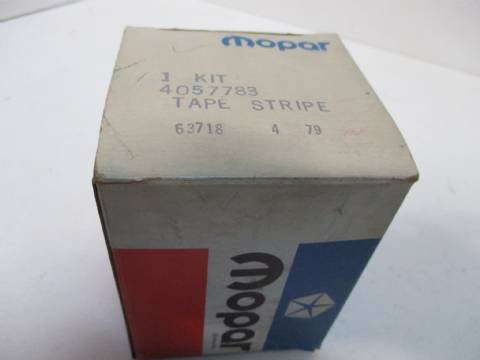 mopar
1 KIT
4057783
TAPE STRIPE
63718 4 79
mopar